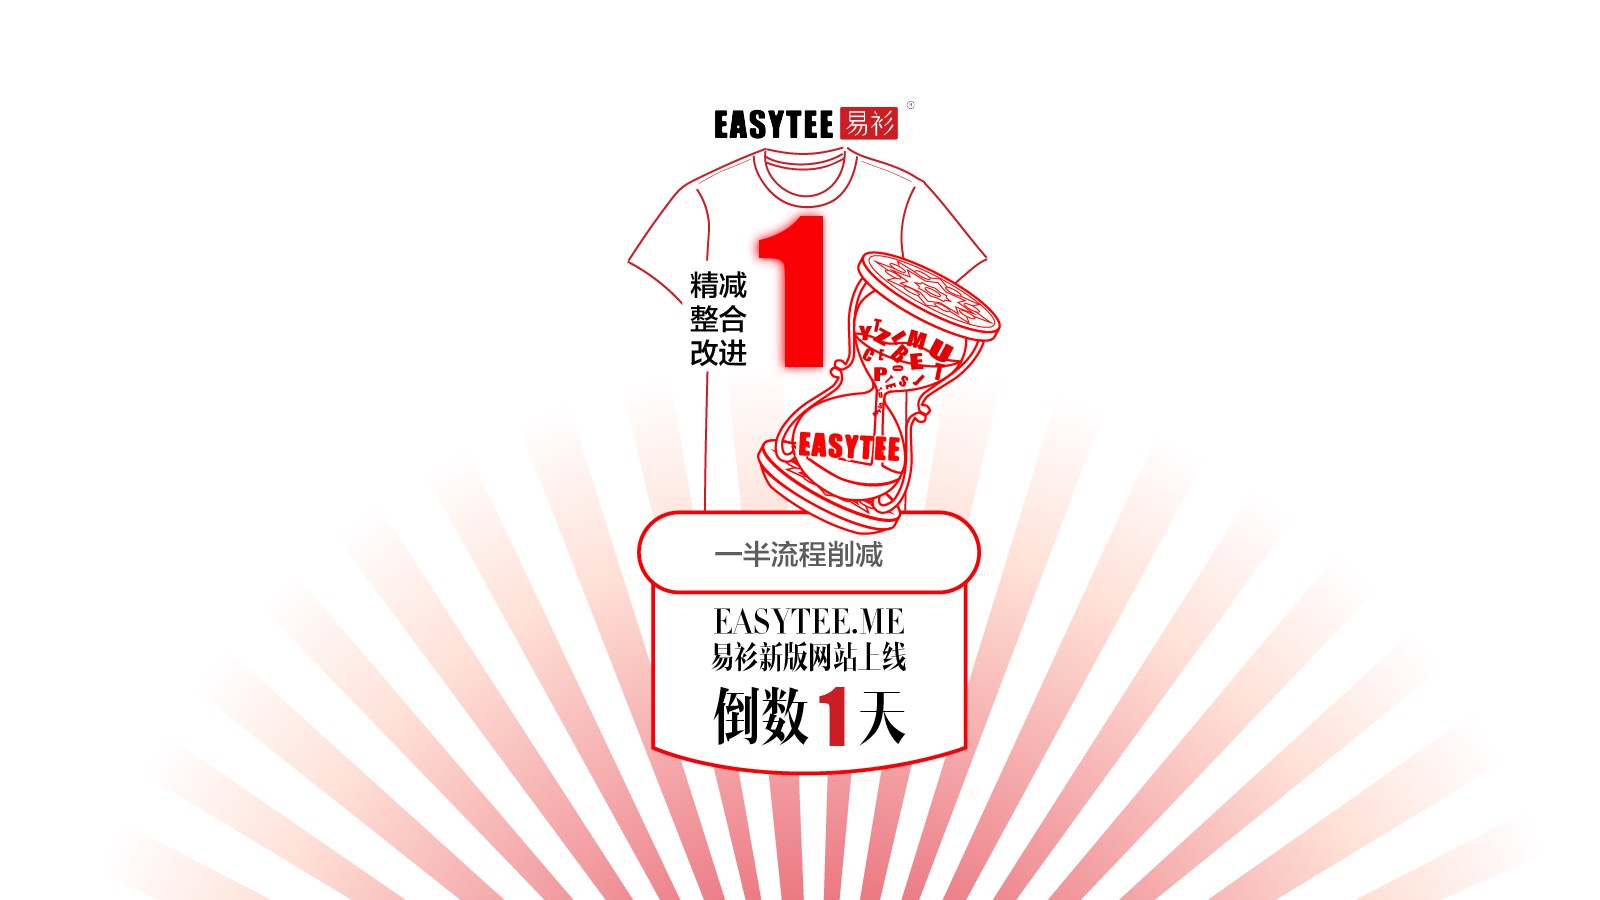 EASYTEE 易衫 ®
1
精减
整合
改进
EASYTEE
一半流程削减
EASYTEE.ME
易衫新版网站上线
倒数1天